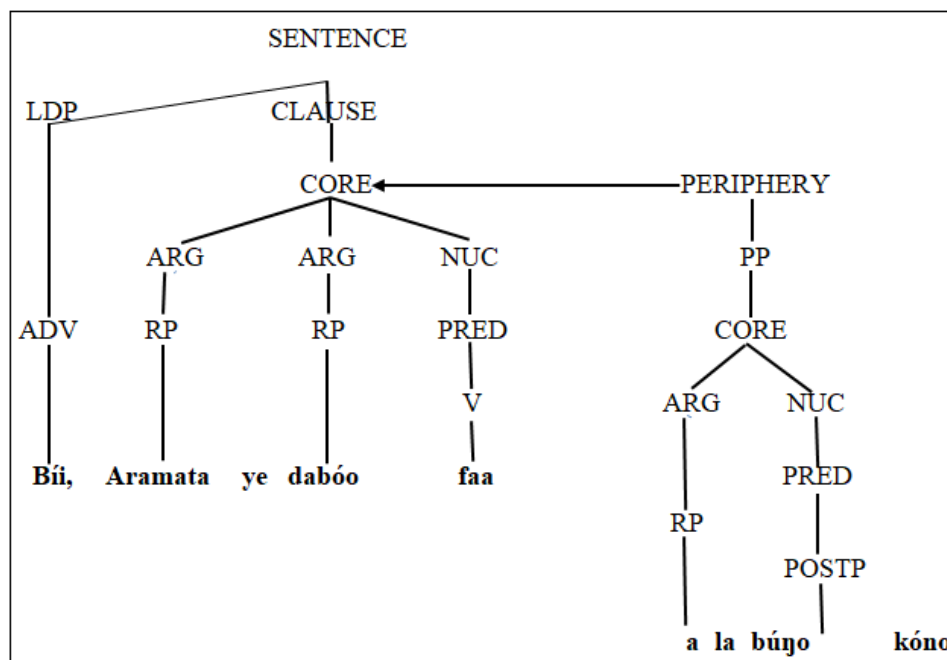 SENTENCE
LDP CLAUSE
CORE PERIPHERY
ARG ARG NUC PP
ADV RP RP PRED CORE
V ARG NUC
Bíi, Aramata ye dabóo faa PRED
RP
POSTP
a la búŋo kóno